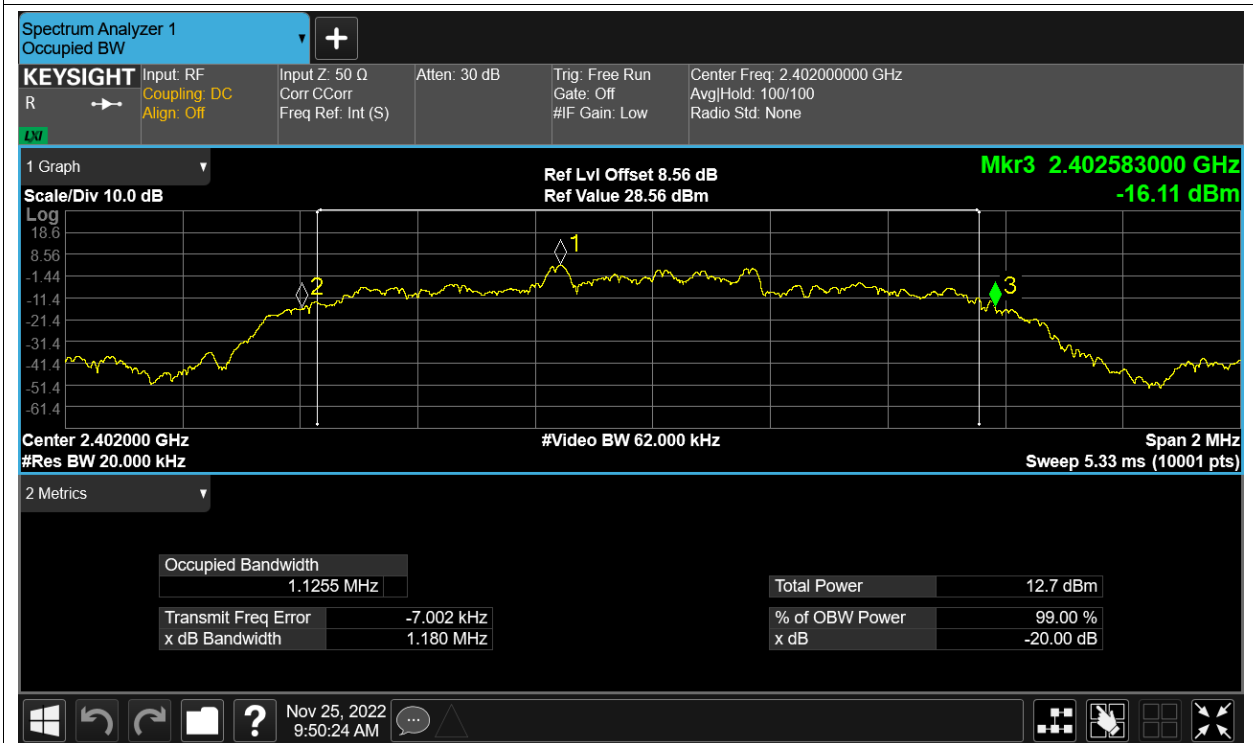 Spectrum Analyzer 1
Occupied BW
KEYSIGHT
R
LXI
Input: RF
Coupling: DC
Align: Off
Input Z: 50 Ω
Corr CCorr
Freq Ref: Int (S)
Atten: 30 dB
Trig: Free Run
Gate: Off
#IF Gain: Low
Center Freq: 2.402000000 GHz
Avg|Hold: 100/100
Radio Std: None
1 Graph
Scale/Div 10.0 dB
Ref Lvl Offset 8.56 dB
Ref Value 28.56 dBm
Mkr3 2.402583000 GHz
-16.11 dBm
Log
18.6
8.56
-1.44
-11.4
-21.4
-31.4
-41.4
-51.4
-61.4
1
2
3
Center 2.402000 GHz
#Res BW 20.000 kHz
#Video BW 62.000 kHz
Span 2 MHz
Sweep 5.33 ms (10001 pts)
2 Metrics
Occupied Bandwidth
1.1255 MHz
Transmit Freq Error -7.002 kHz
x dB Bandwidth 1.180 MHz
Total Power 12.7 dBm
% of OBW Power 99.00 %
x dB -20.00 dB
?
Nov 25, 2022
9:50:24 AM